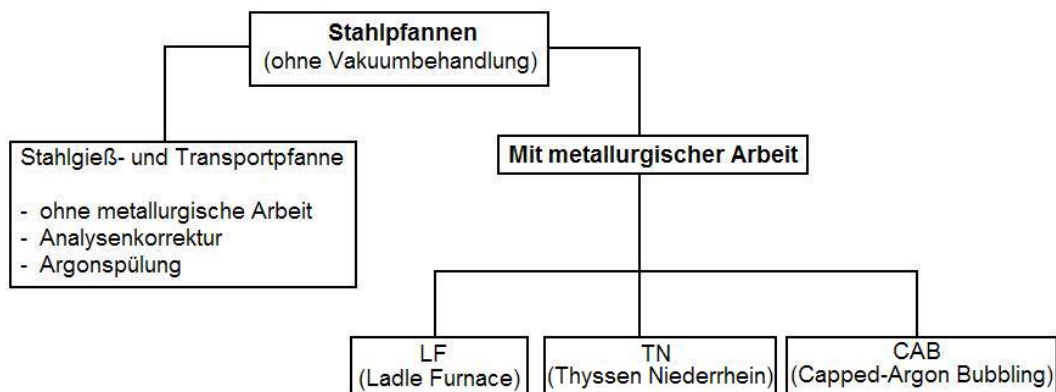 Stahlpfannen
(ohne Vakuumbehandlung)
Stahlgieß- und Transportpfanne
- ohne metallurgische Arbeit
- Analysenkorrektur
- Argonspülung
Mit metallurgischer Arbeit
LF
(Ladle Furnace)
TN
(Thyssen Niederrhein)
CAB
(Capped-Argon Bubbling)